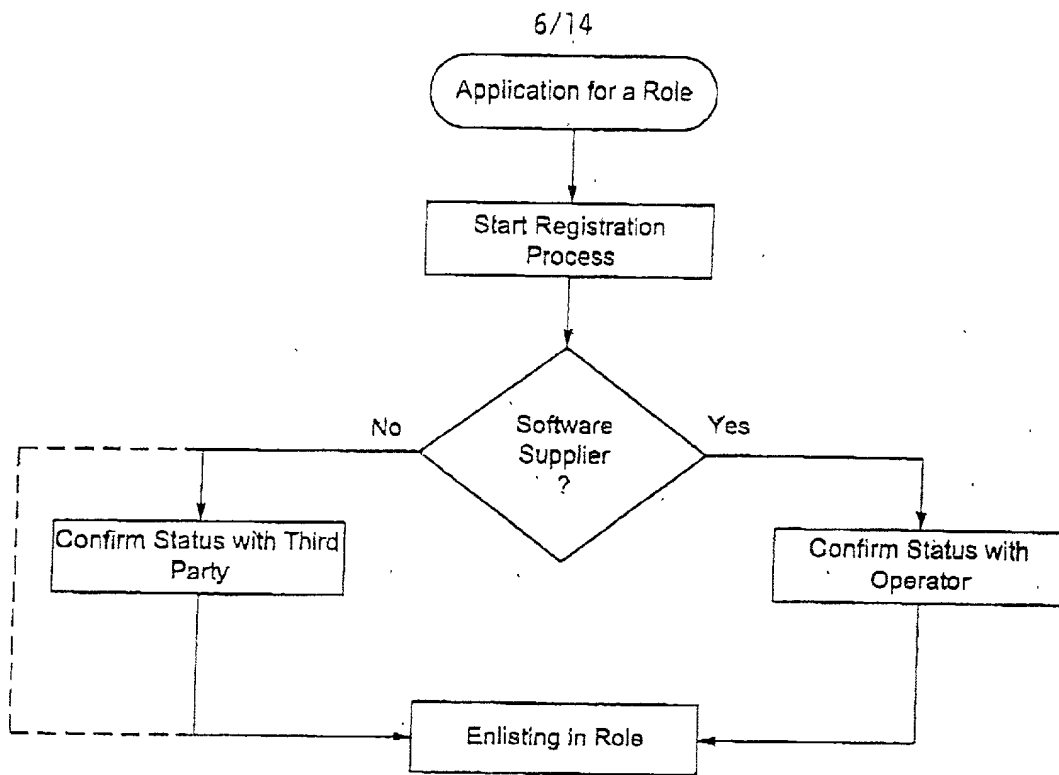 6/14
Application for a Role
Start Registration
Process
No
Software
Supplier
?
Yes
Confirm Status with Third
Party
Confirm Status with
Operator
Enlisting in Role